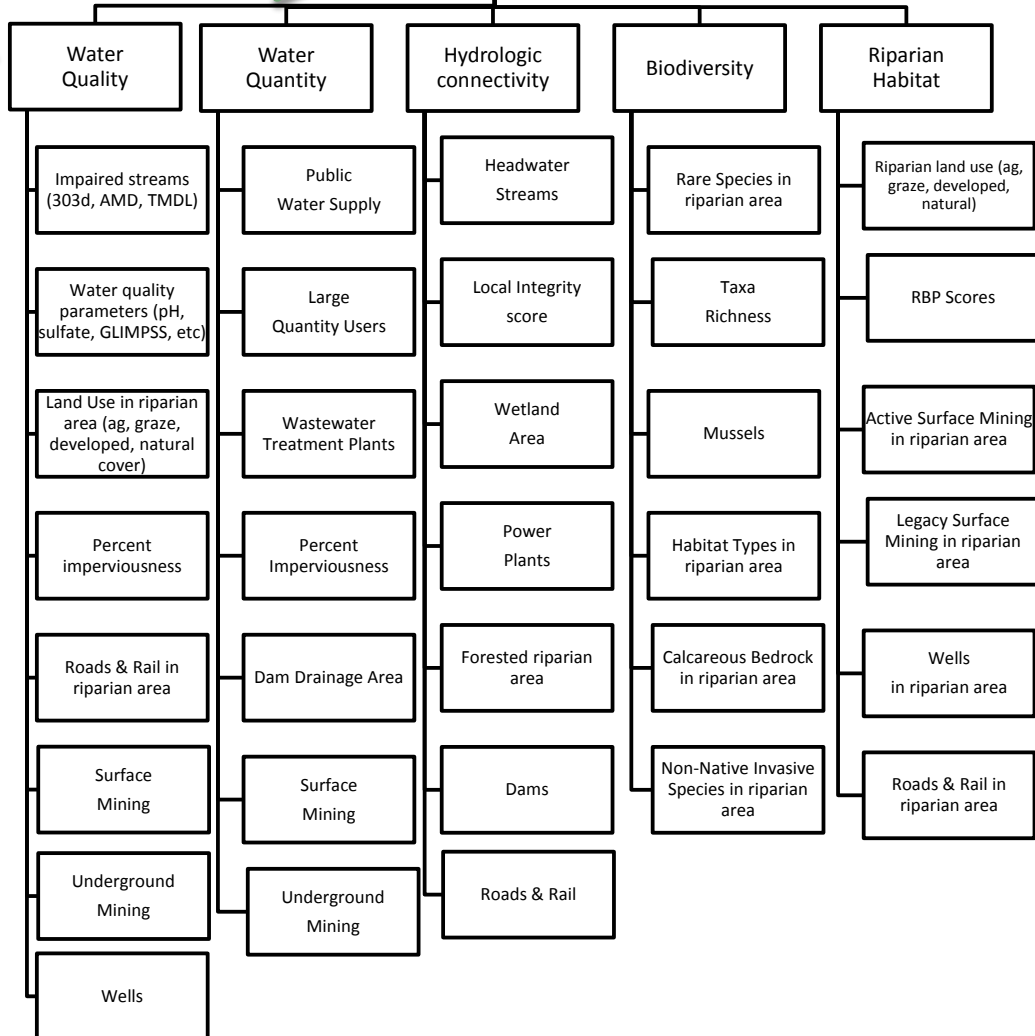 Water
Quality
Water
Quantity
Hydrologic
connectivity
Biodiversity
Riparian
Habitat
Impaired streams
(303d, AMD, TMDL)
Water quality
parameters (pH,
sulfate, GLIMPSS, etc)
Land Use in riparian
area (ag, graze,
developed, natural
cover)
Percent
imperviousness
Roads & Rail in
riparian area
Surface
Mining
Underground
Mining
Wells
Public
Water Supply
Large
Quantity Users
Wastewater
Treatment Plants
Percent
Imperviousness
Dam Drainage Area
Surface
Mining
Underground
Mining
Headwater
Streams
Local Integrity
score
Wetland
Area
Power
Plants
Forested riparian
area
Dams
Roads & Rail
Rare Species in
riparian area
Taxa
Richness
Mussels
Habitat Types in
riparian area
Calcareous Bedrock
in riparian area
Non-Native Invasive
Species in riparian
area
Riparian land use (ag,
graze, developed,
natural)
RBP Scores
Active Surface Mining
in riparian area
Legacy Surface
Mining in riparian
area
Wells
in riparian area
Roads & Rail in
riparian area